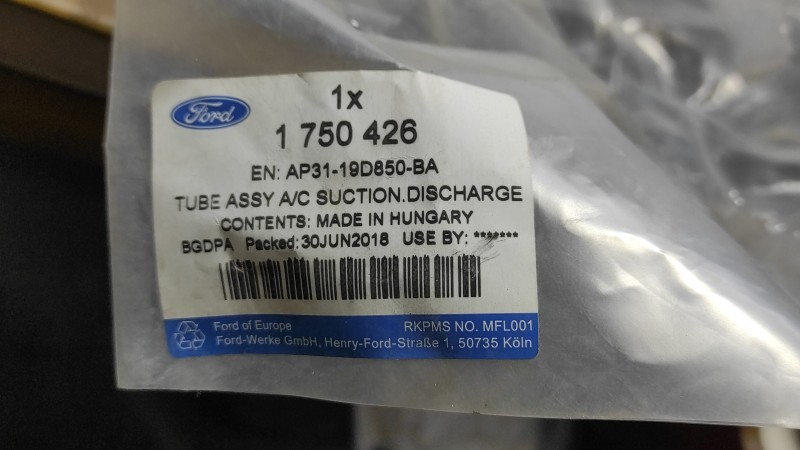 Ford
1x
1 750 426
EN: AP31-19D850-BA
TUBE ASSY A/C SUCTION.DISCHARGE
CONTENTS: MADE IN HUNGARY
BGDPA Packed:30JUN2018 USE BY: *******
Ford of Europe RKPMS NO. MFL001
Ford-Werke GmbH, Henry-Ford-Straße 1, 50735 Köln